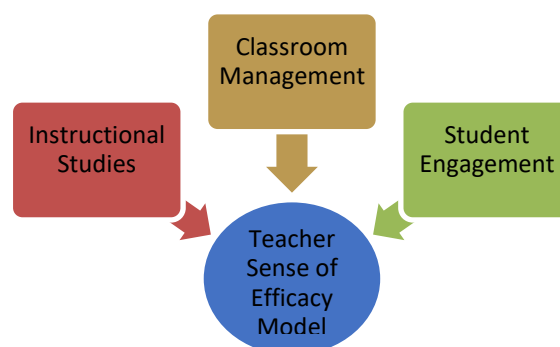 Classroom
Management
Instructional
Studies
Student
Engagement
Teacher
Sense of
Efficacy
Model